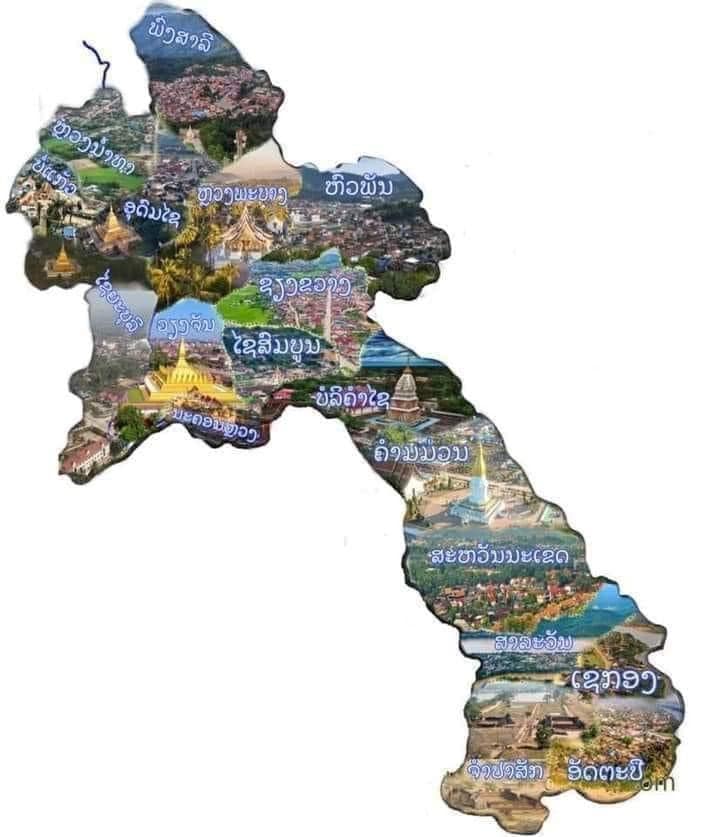 ພົ້ງສາລີ
ຫຼວງນ້ຳທາ
ບໍ່ແກ້ວ
ອຸດົມໄຊ
ຫຼວງພະບາງ
ຫົວພັນ
ໄຊຍະບູລີ
ຊຽງຂວາງ
ວຽງຈັນ
ໄຊສົມບູນ
ນະຄອນຫຼວງ
ບໍລິຄຳໄຊ
ຄຳມມ່ວນ
ສະຫວັນນະເຂດ
ສາລະວັນ
ເຊກອງ
ຈຳປາສັກ
ອັດຕະປື
om